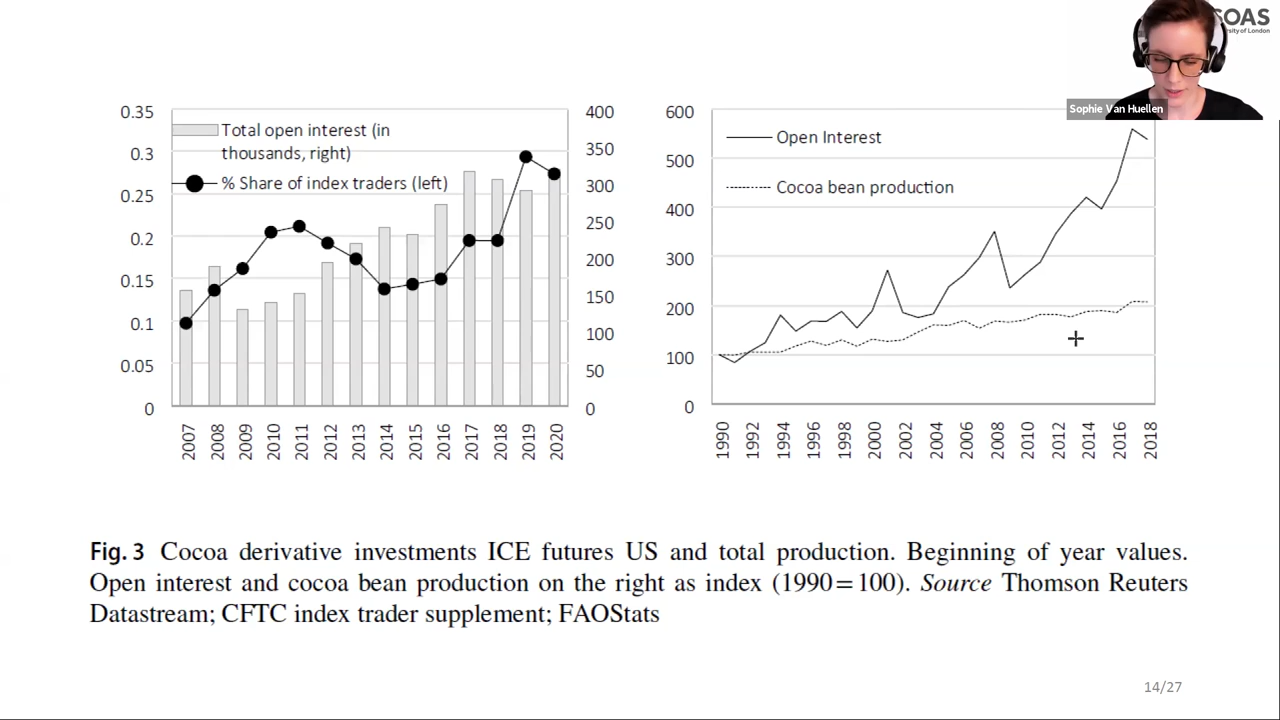 SOAS
University of London
Sophie Van Huellen
0.35
0.3
0.25
0.2
0.15
0.1
0.05
0
Total open interest (in
thousands, right)
% Share of index traders (left)
400
350
300
250
200
150
100
50
0
2007 2008 2009 2010 2011 2012 2013 2014 2015 2016 2017 2018 2019 2020
600
500
400
300
200
100
0
Open Interest
Cocoa bean production
1990 1992 1994 1996 1998 2000 2002 2004 2006 2008 2010 2012 2014 2016 2018
Fig. 3 Cocoa derivative investments ICE futures US and total production. Beginning of year values.
Open interest and cocoa bean production on the right as index (1990=100). Source Thomson Reuters
Datastream; CFTC index trader supplement; FAOStats
14/27